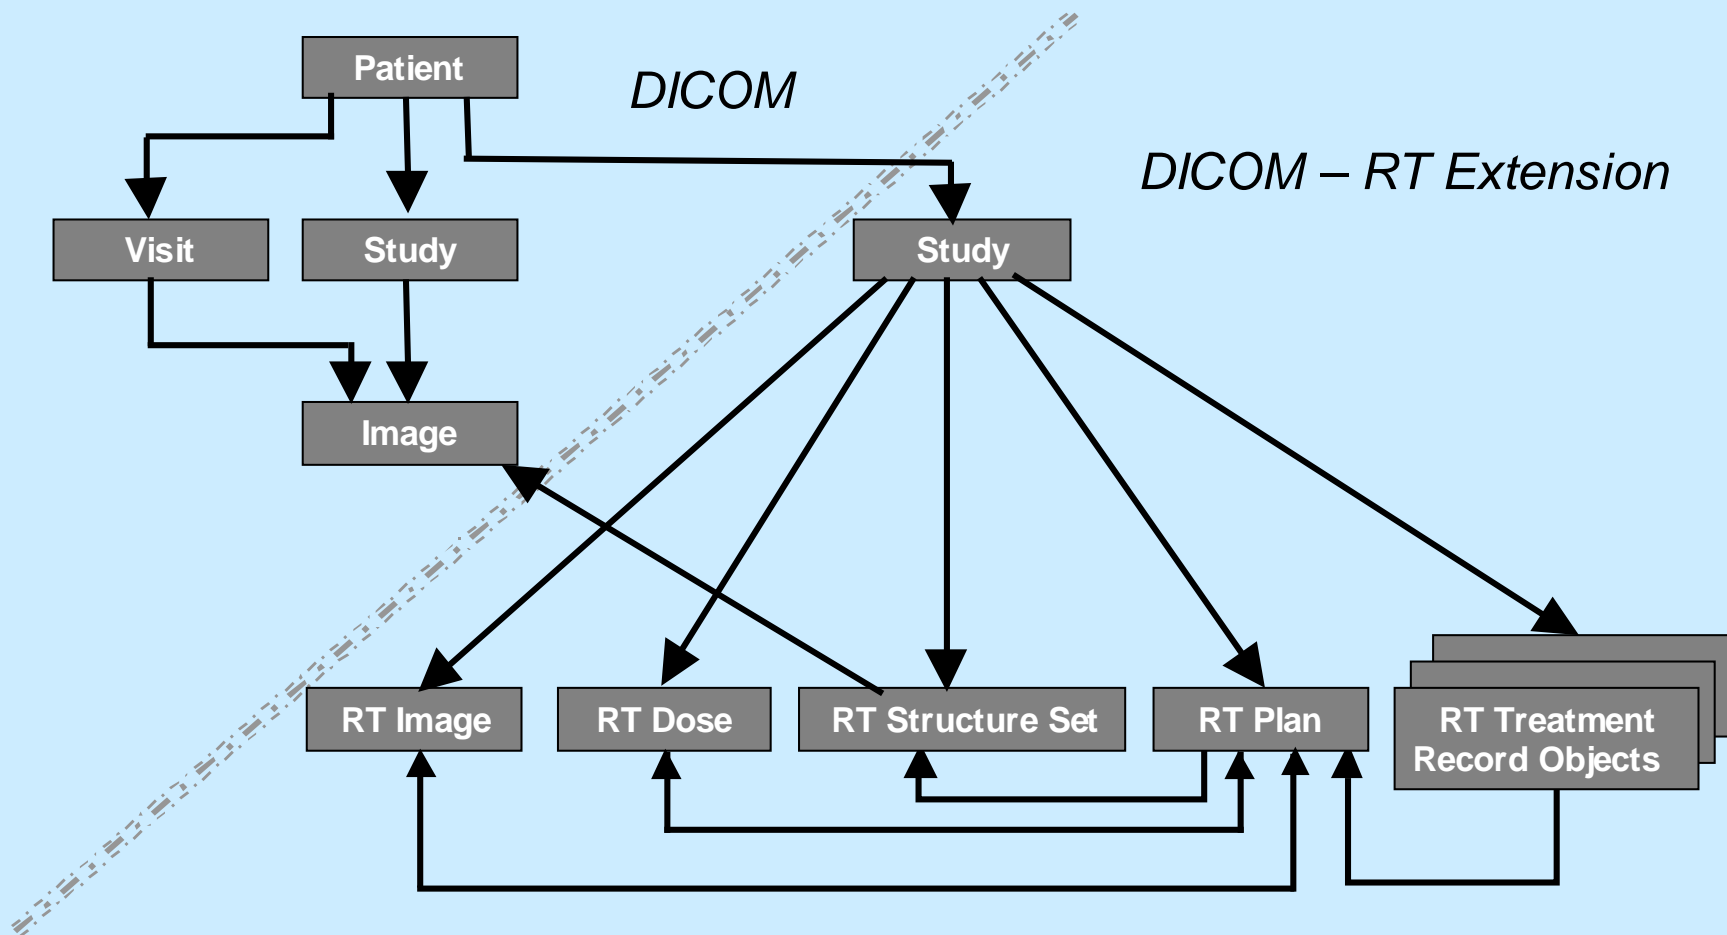 Patient
DICOM
DICOM – RT Extension
Visit
Study
Study
Image
RT Image
RT Dose
RT Structure Set
RT Plan
RT Treatment
Record Objects